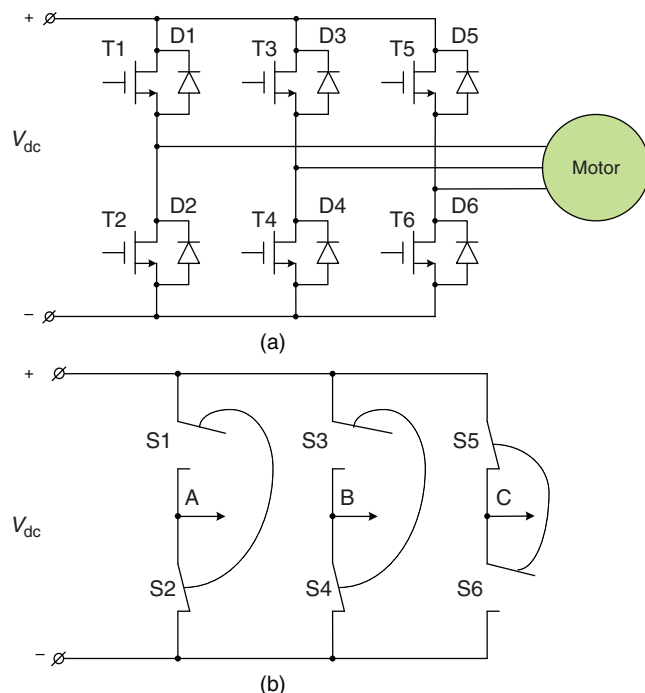 +
T1
D1
T3
D3
T5
D5
Vdc
Motor
T2
D2
T4
D4
T6
D6
–
(a)
+
S1
S3
S5
A
B
C
Vdc
S2
S4
S6
–
(b)